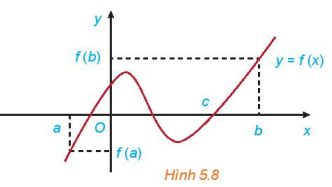 y
f(b)
y = f(x)
c
a
O
b
x
f(a)
Hình 5.8